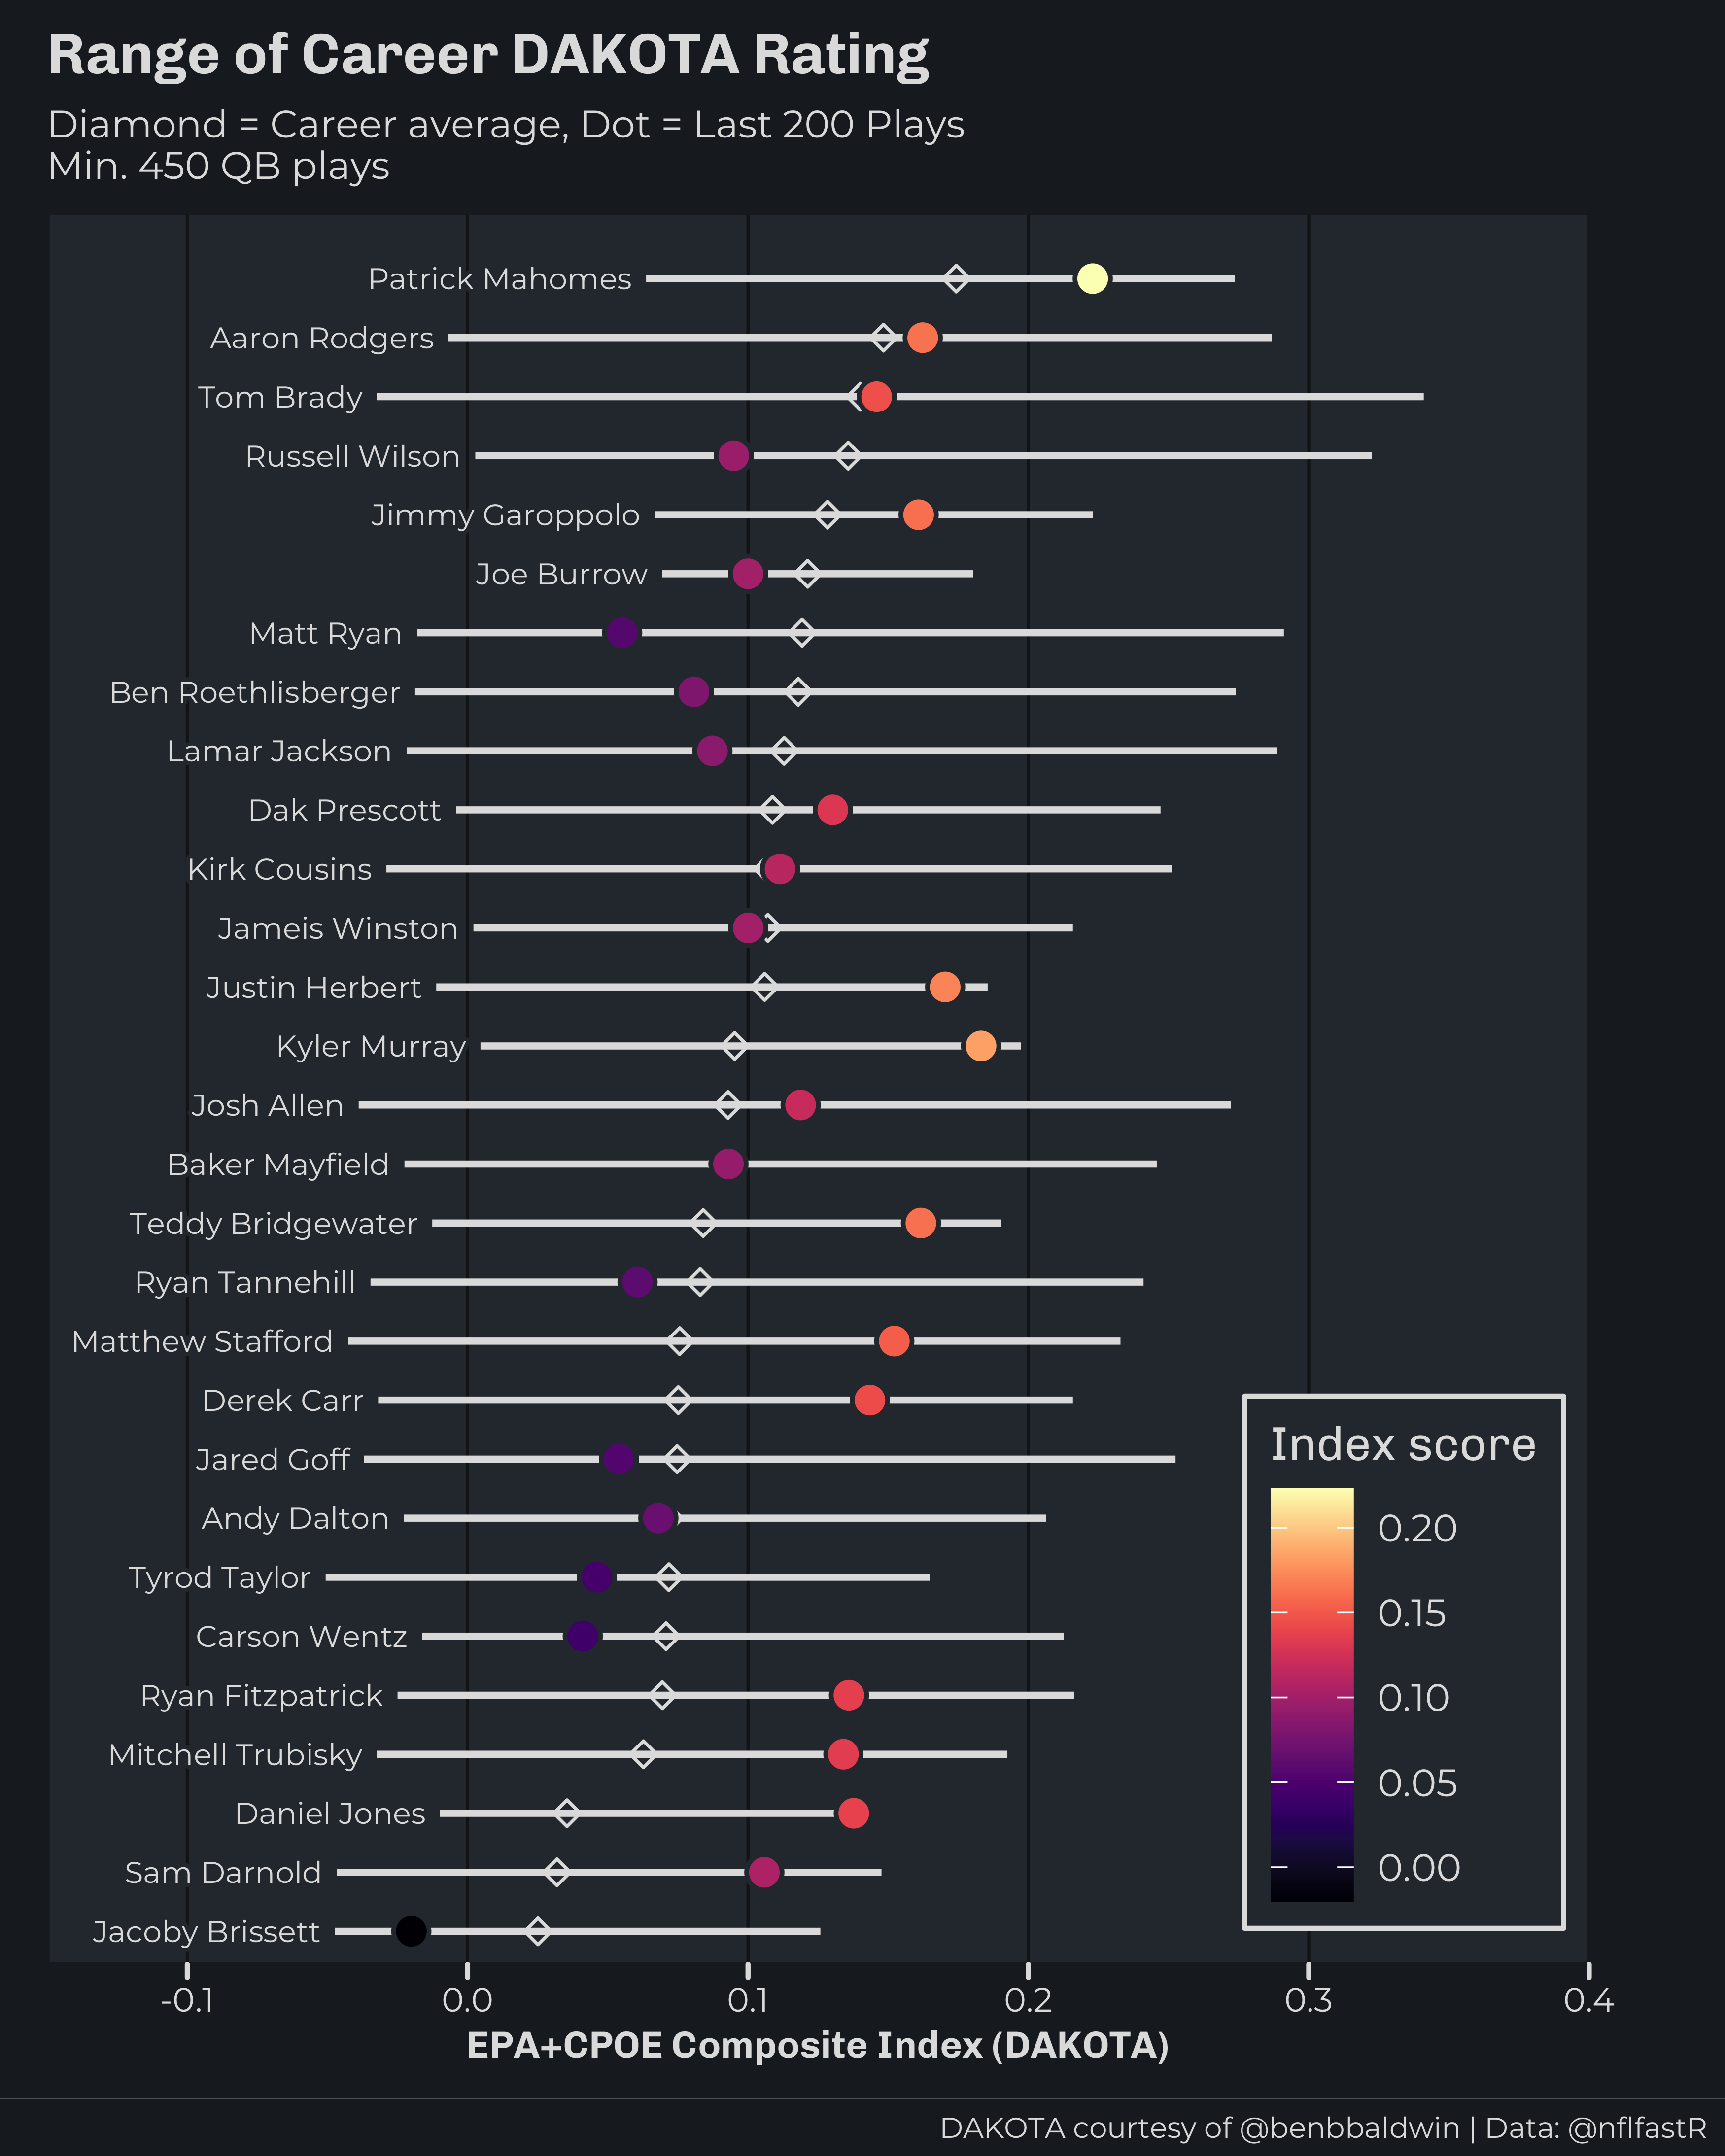 Range of Career DAKOTA Rating
Diamond = Career average, Dot = Last 200 Plays
Min. 450 QB plays
Patrick Mahomes
Aaron Rodgers
Tom Brady
Russell Wilson
Jimmy Garoppolo
Joe Burrow
Matt Ryan
Ben Roethlisberger
Lamar Jackson
Dak Prescott
Kirk Cousins
Jameis Winston
Justin Herbert
Kyler Murray
Josh Allen
Baker Mayfield
Teddy Bridgewater
Ryan Tannehill
Matthew Stafford
Derek Carr
Jared Goff
Andy Dalton
Tyrod Taylor
Carson Wentz
Ryan Fitzpatrick
Mitchell Trubisky
Daniel Jones
Sam Darnold
Jacoby Brissett
Index score
0.20
0.15
0.10
0.05
0.00
-0.1 0.0 0.1 0.2 0.3 0.4
EPA+CPOE Composite Index (DAKOTA)
DAKOTA courtesy of @benbbaldwin | Data: @nflfastR